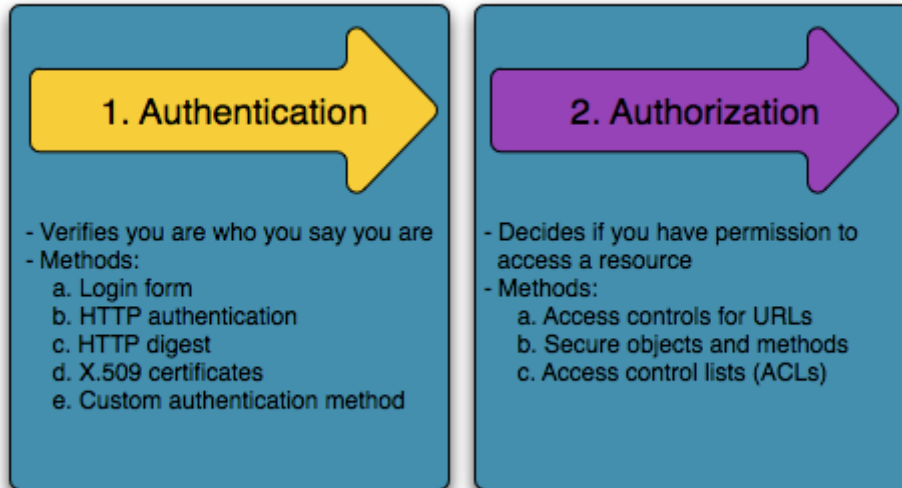 1. Authentication
- Verifies you are who you say you are
- Methods:
a. Login form
b. HTTP authentication
c. HTTP digest
d. X.509 certificates
e. Custom authentication method
2. Authorization
- Decides if you have permission to
access a resource
- Methods:
a. Access controls for URLs
b. Secure objects and methods
c. Access control lists (ACLs)